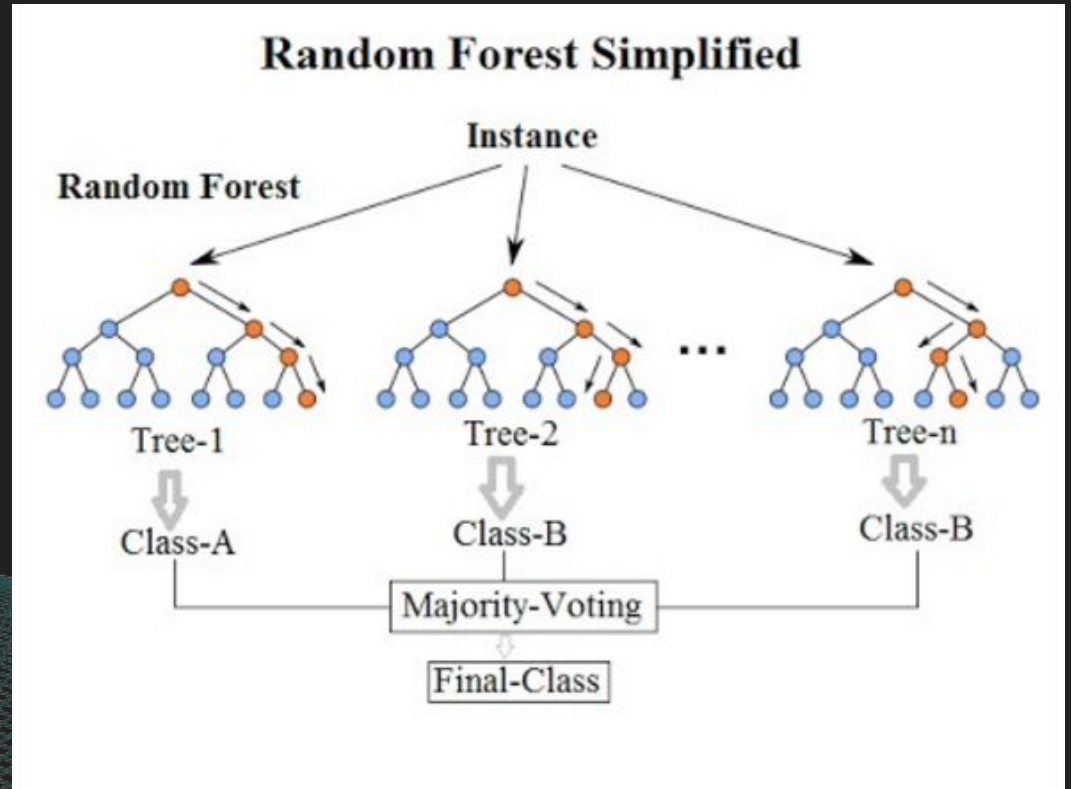 Random Forest Simplified
Instance
Random Forest
...
Tree-1
Tree-2
Tree-n
Class-A
Class-B
Class-B
Majority-Voting
Final-Class